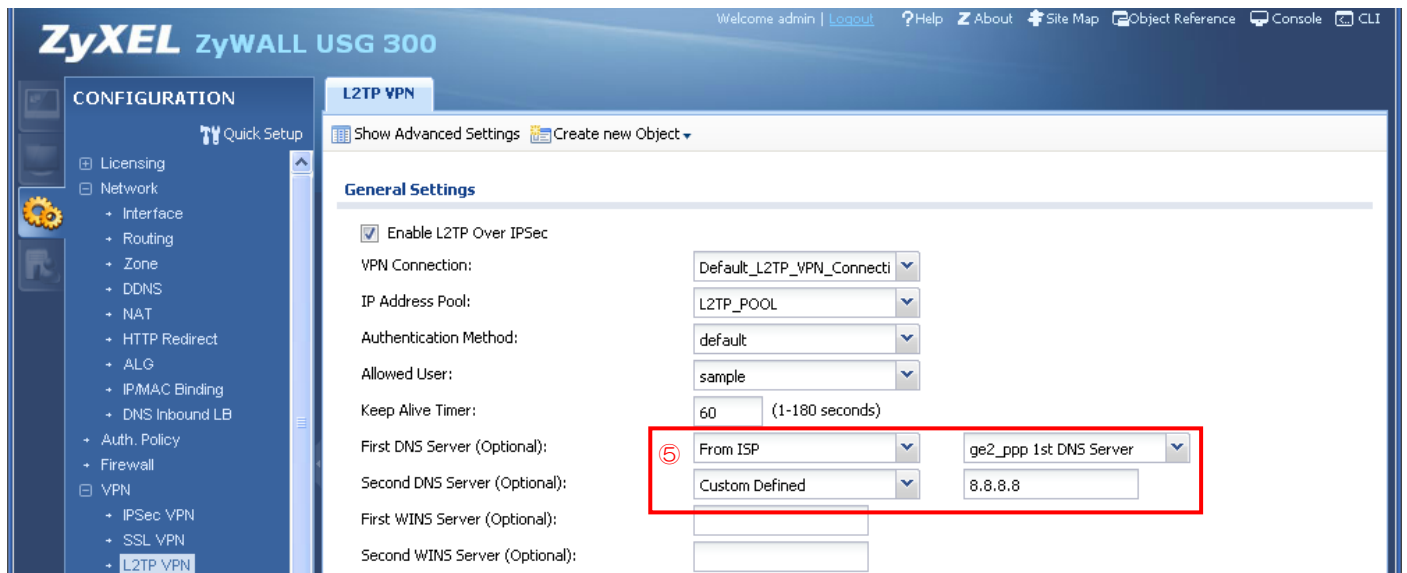 Welcome admin | Logout ?Help Z About Site Map Object Reference Console CLI
ZyXEL ZyWALL USG 300
CONFIGURATION
Quick Setup
Licensing
Network
Interface
Routing
Zone
DDNS
NAT
HTTP Redirect
ALG
IP/MAC Binding
DNS Inbound LB
Auth. Policy
Firewall
VPN
IPSec VPN
SSL VPN
L2TP VPN
L2TP VPN
Show Advanced Settings Create new Object
General Settings
Enable L2TP Over IPSec
VPN Connection: Default_L2TP_VPN_Connecti
IP Address Pool: L2TP_POOL
Authentication Method: default
Allowed User: sample
Keep Alive Timer: 60 (1-180 seconds)
⑤
First DNS Server (Optional): From ISP ge2_ppp 1st DNS Server
Second DNS Server (Optional): Custom Defined 8.8.8.8
First WINS Server (Optional):
Second WINS Server (Optional):